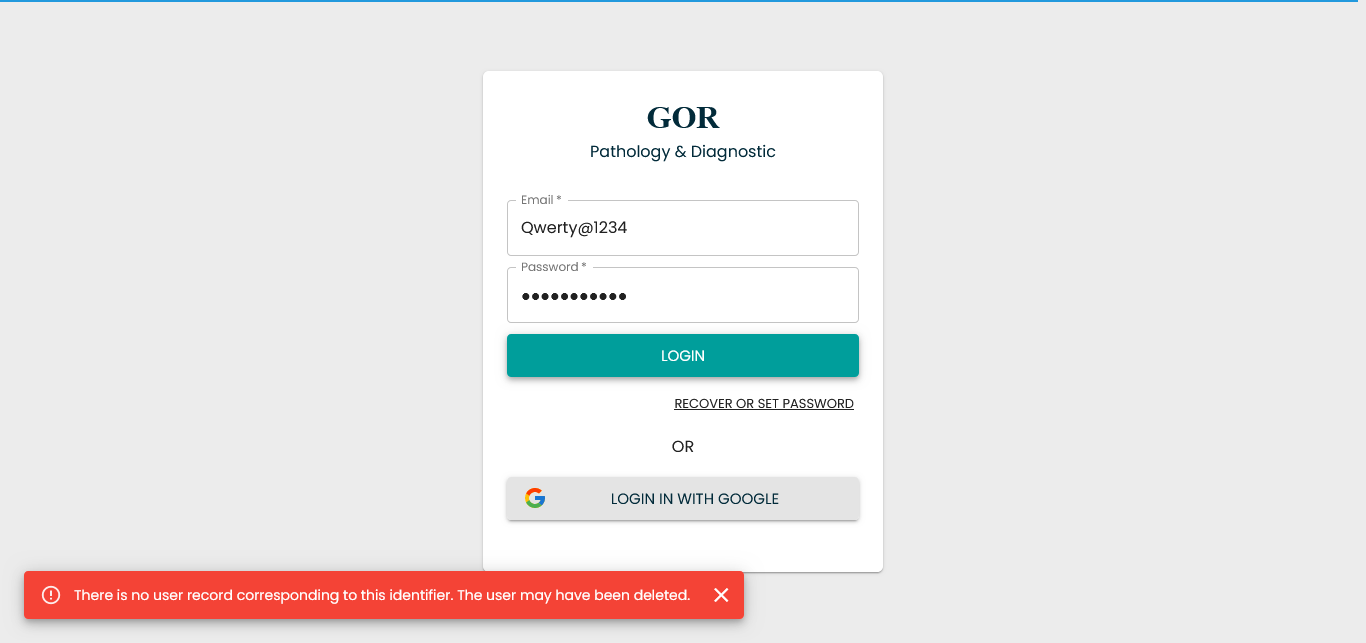 GOR
Pathology & Diagnostic
Email *
Qwerty@1234
Password *
•••••••••••
LOGIN
RECOVER OR SET PASSWORD
OR
LOGIN IN WITH GOOGLE
There is no user record corresponding to this identifier. The user may have been deleted.